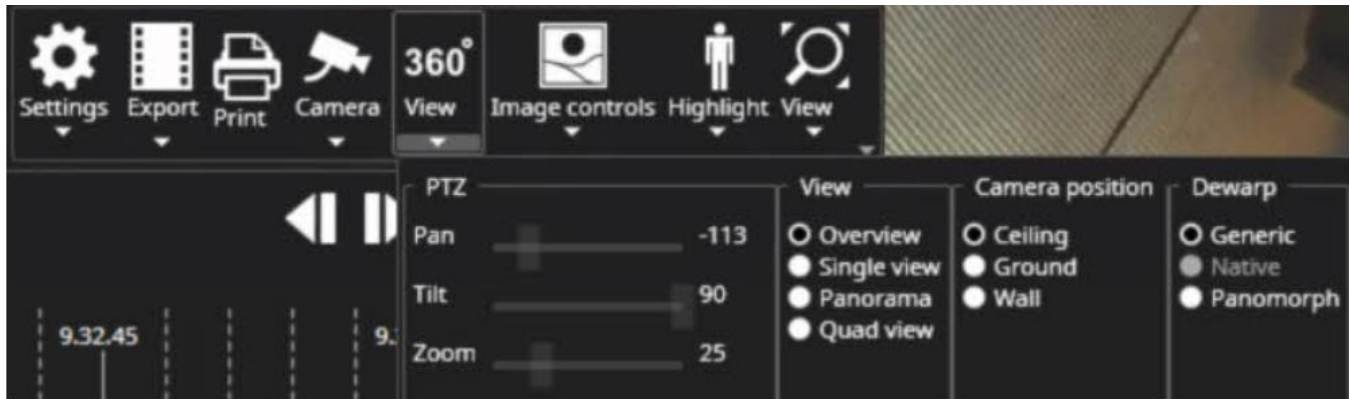 Settings Export Print Camera 360° View Image controls Highlight View
PTZ View Camera position Dewarp
Pan -113 Overview Ceiling Generic
Single view Ground Native
Tilt 90 Panorama Wall Panomorph
9.32.45 9. Quad view
Zoom 25